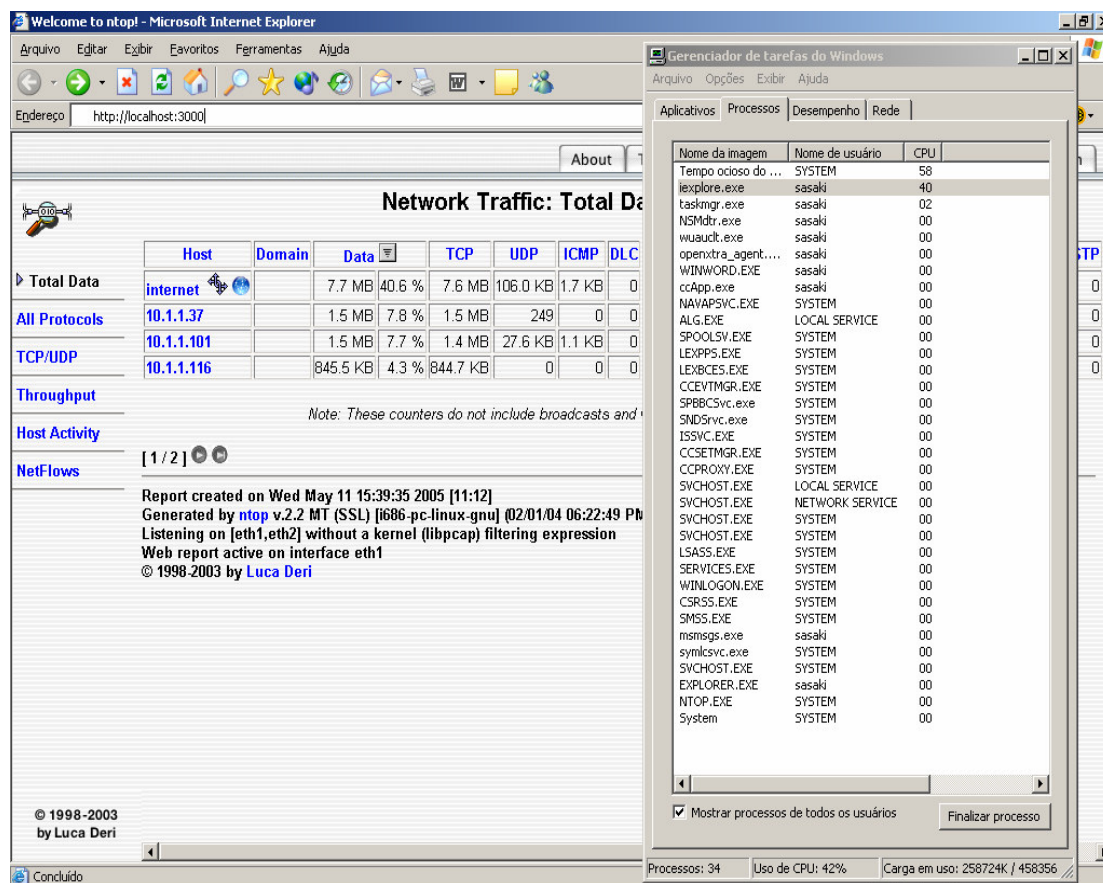 Welcome to ntop! - Microsoft Internet Explorer
Arquivo Editar Exibir Favoritos Ferramentas Ajuda
Endereço http://localhost:3000
About
Network Traffic: Total Da
Host Domain Data TCP UDP ICMP DLC STP
internet 7.7 MB 40.6 % 7.6 MB 106.0 KB 1.7 KB 0 0
10.1.1.37 1.5 MB 7.8 % 1.5 MB 249 0 0 0
10.1.1.101 1.5 MB 7.7 % 1.4 MB 27.6 KB 1.1 KB 0 0
10.1.1.116 845.5 KB 4.3 % 844.7 KB 0 0 0 0
Total Data
All Protocols
TCP/UDP
Throughput
Host Activity
NetFlows
Note: These counters do not include broadcasts and
[ 1 / 2 ]
Report created on Wed May 11 15:39:35 2005 [11:12]
Generated by ntop v.2.2 MT (SSL) [i686-pc-linux-gnu] (02/01/04 06:22:49 PM
Listening on [eth1,eth2] without a kernel (libpcap) filtering expression
Web report active on interface eth1
© 1998-2003 by Luca Deri
© 1998-2003
by Luca Deri
Concluído
Gerenciador de tarefas do Windows
Arquivo Opções Exibir Ajuda
Aplicativos Processos Desempenho Rede
Nome da imagem Nome de usuário CPU
Tempo ocioso do ... SYSTEM 58
iexplore.exe sasaki 40
taskmgr.exe sasaki 02
NSMdtr.exe sasaki 00
wuauclt.exe sasaki 00
openxtra_agent.... sasaki 00
WINWORD.EXE sasaki 00
ccApp.exe sasaki 00
NAVAPSVC.EXE SYSTEM 00
ALG.EXE LOCAL SERVICE 00
SPOOLSV.EXE SYSTEM 00
LEXPPS.EXE SYSTEM 00
LEXBCES.EXE SYSTEM 00
CCEVTMGR.EXE SYSTEM 00
SPBBCSvc.exe SYSTEM 00
SNDSrvc.exe SYSTEM 00
ISSVC.EXE SYSTEM 00
CCSETMGR.EXE SYSTEM 00
CCPROXY.EXE SYSTEM 00
SVCHOST.EXE LOCAL SERVICE 00
SVCHOST.EXE NETWORK SERVICE 00
SVCHOST.EXE SYSTEM 00
SVCHOST.EXE SYSTEM 00
LSASS.EXE SYSTEM 00
SERVICES.EXE SYSTEM 00
WINLOGON.EXE SYSTEM 00
CSRSS.EXE SYSTEM 00
SMSS.EXE SYSTEM 00
msmsgs.exe sasaki 00
symlcsvc.exe SYSTEM 00
SVCHOST.EXE SYSTEM 00
EXPLORER.EXE sasaki 00
NTOP.EXE SYSTEM 00
System SYSTEM 00
Mostrar processos de todos os usuários
Finalizar processo
Processos: 34 Uso de CPU: 42% Carga em uso: 258724K / 458356